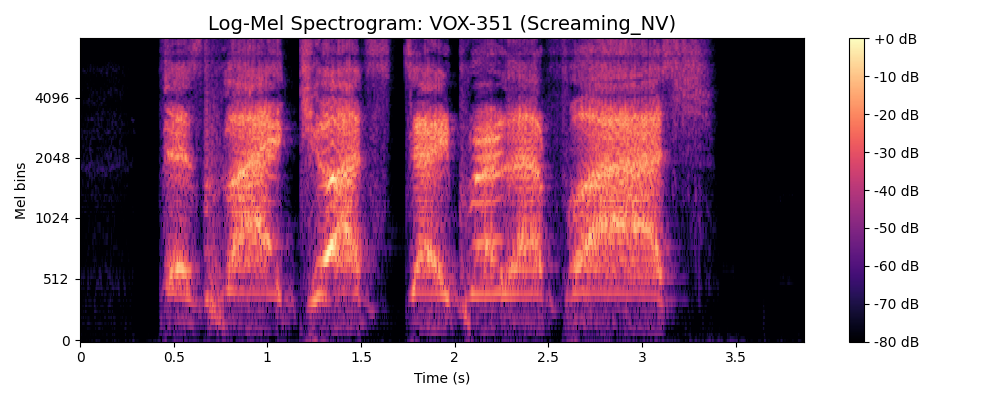 Log-Mel Spectrogram: VOX-351 (Screaming_NV)
Mel bins
4096
2048
1024
512
0
0
0.5
1
1.5
2
2.5
3
3.5
Time (s)
+0 dB
-10 dB
-20 dB
-30 dB
-40 dB
-50 dB
-60 dB
-70 dB
-80 dB